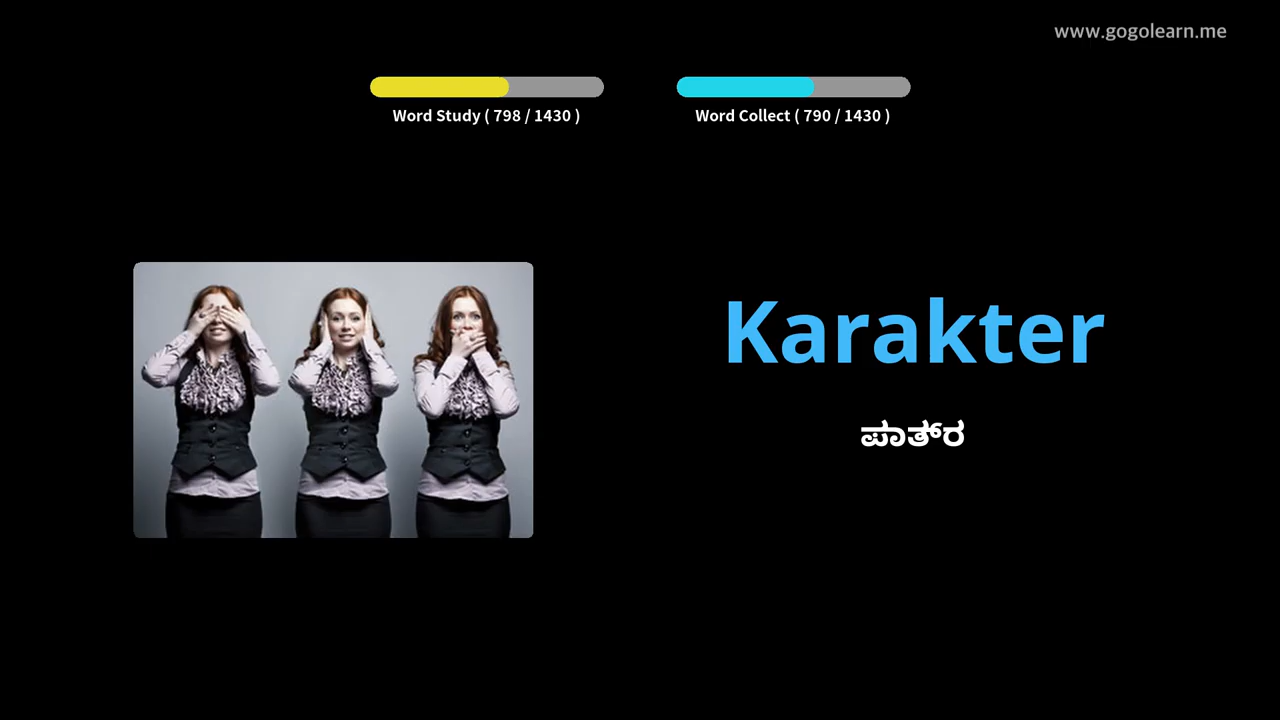 www.gogolearn.me
Word Study ( 798 / 1430 )
Word Collect ( 790 / 1430 )
Karakter
ಪಾತ್ರ